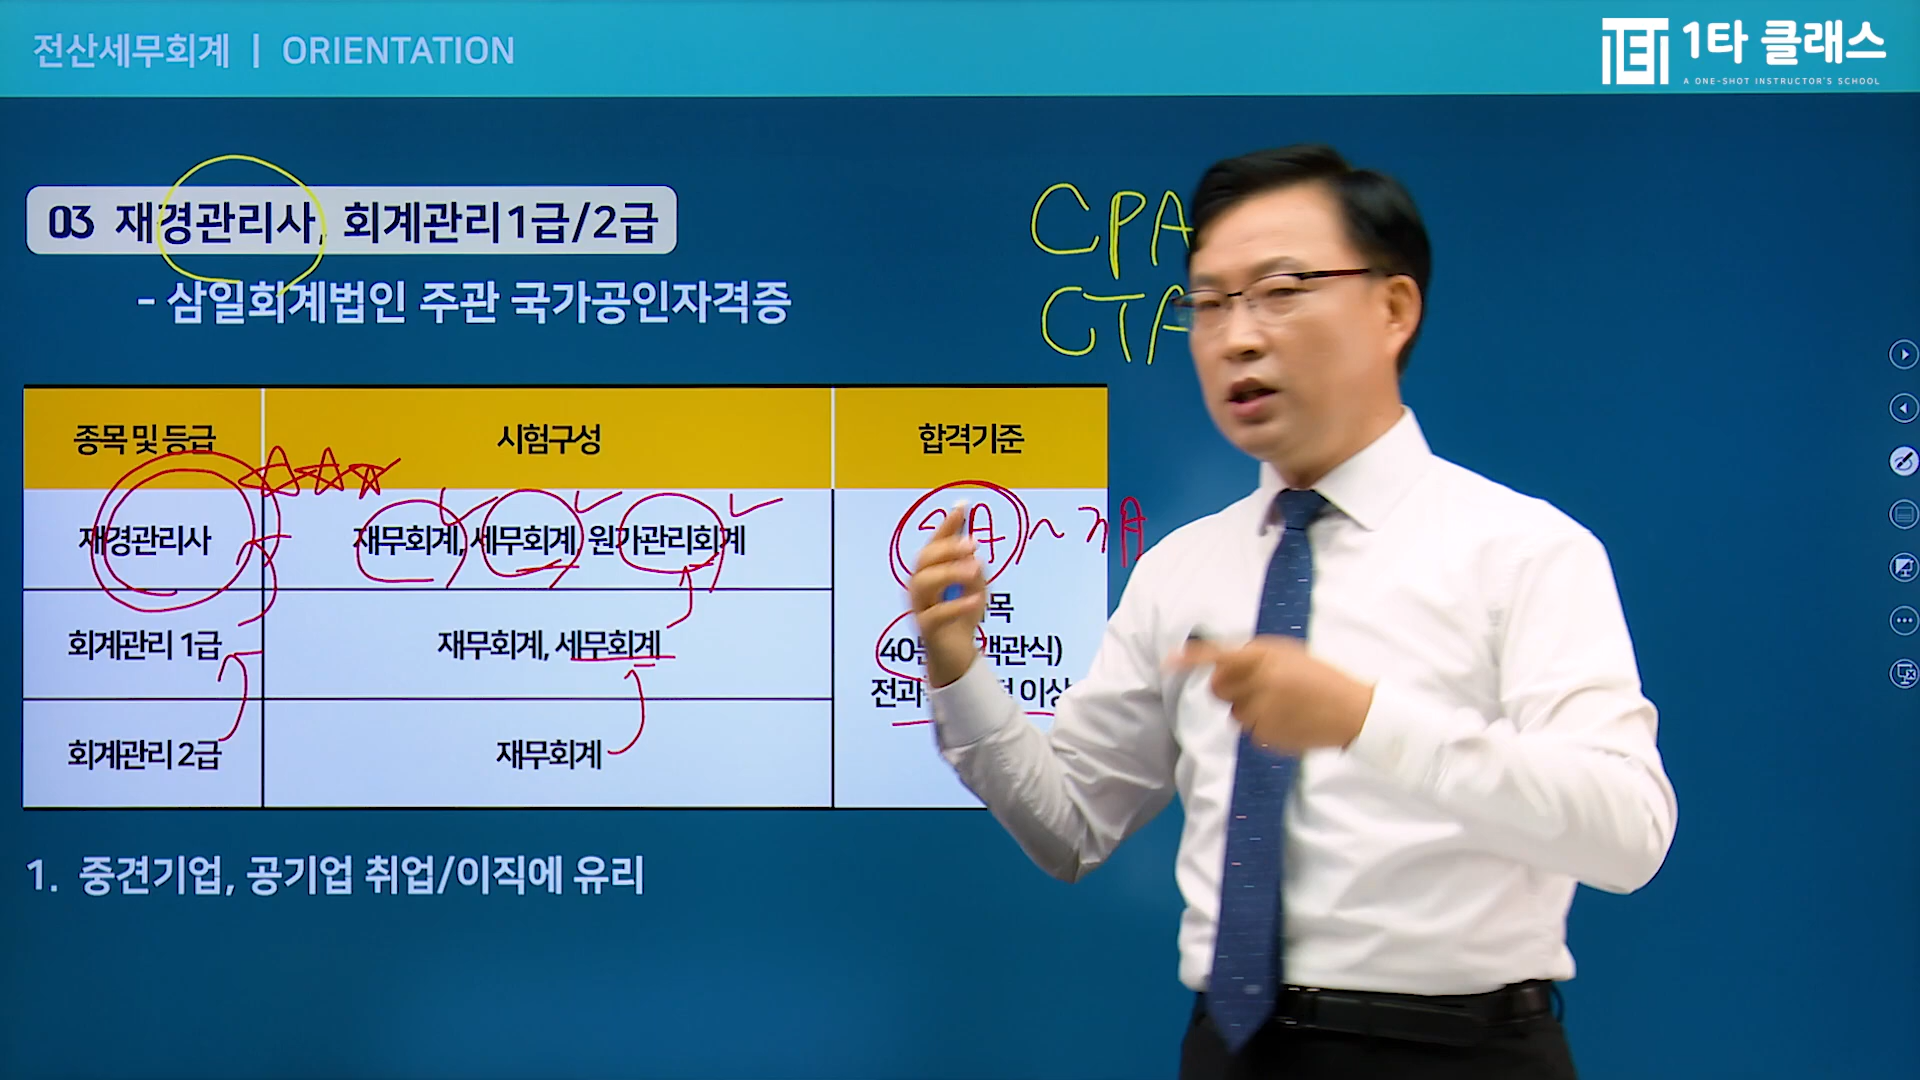 전산세무회계 | ORIENTATION
1타 클래스
A ONE-SHOT INSTRUCTOR'S SCHOOL
03 재경관리사, 회계관리1급/2급
- 삼일회계법인 주관 국가공인자격증
CPA
CTA
종목 및 등급 시험구성 합격기준
재경관리사 재무회계, 세무회계, 원가관리회계
회계관리 1급 재무회계, 세무회계
회계관리 2급 재무회계
40 객관식)
이상
1. 중견기업, 공기업 취업/이직에 유리